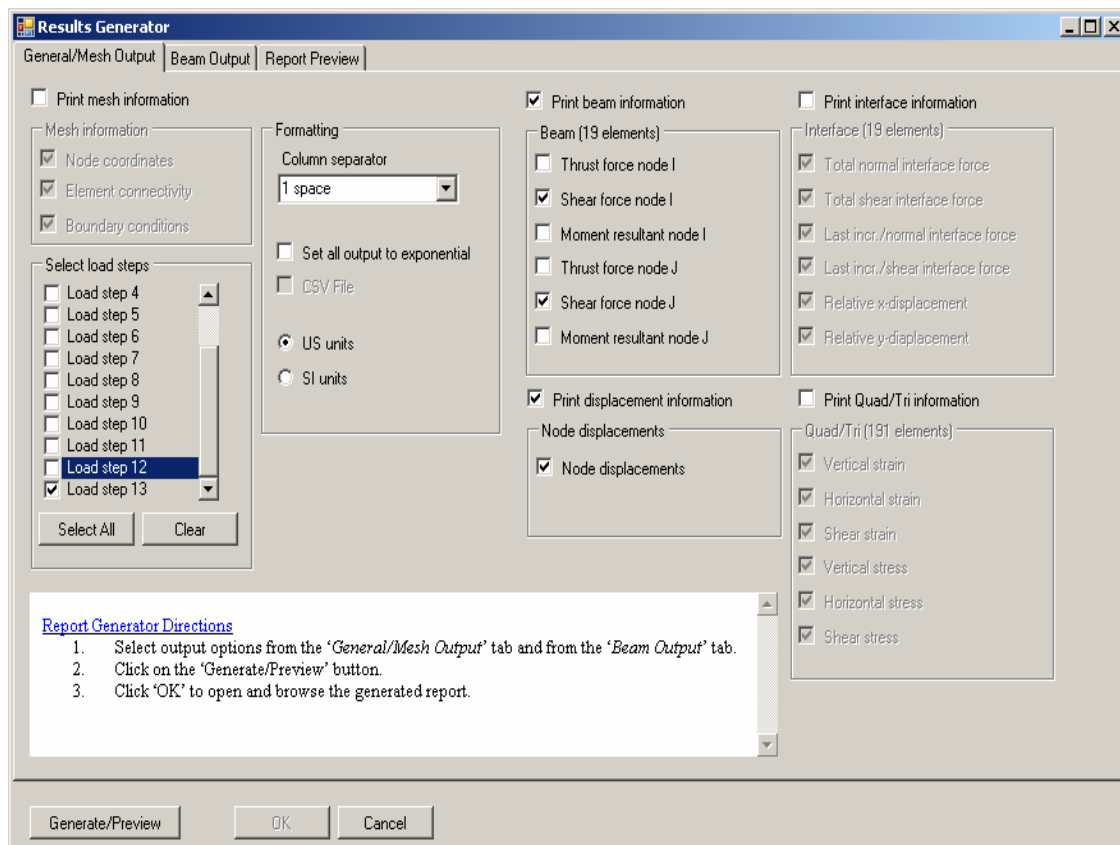 Results Generator
General/Mesh Output
Beam Output
Report Preview
Print mesh information
Mesh information
Node coordinates
Element connectivity
Boundary conditions
Select load steps
Load step 4
Load step 5
Load step 6
Load step 7
Load step 8
Load step 9
Load step 10
Load step 11
Load step 12
Load step 13
Select All
Clear
Formatting
Column separator
1 space
Set all output to exponential
CSV File
US units
SI units
Print beam information
Beam (19 elements)
Thrust force node I
Shear force node I
Moment resultant node I
Thrust force node J
Shear force node J
Moment resultant node J
Print displacement information
Node displacements
Node displacements
Print interface information
Interface (19 elements)
Total normal interface force
Total shear interface force
Last incr./normal interface force
Last incr./shear interface force
Relative x-displacement
Relative y-diaplacement
Print Quad/Tri information
Quad/Tri (191 elements)
Vertical strain
Horizontal strain
Shear strain
Vertical stress
Horizontal stress
Shear stress
Report Generator Directions
1. Select output options from the ‘General/Mesh Output’ tab and from the ‘Beam Output’ tab.
2. Click on the ‘Generate/Preview’ button.
3. Click ‘OK’ to open and browse the generated report.
Generate/Preview
OK
Cancel